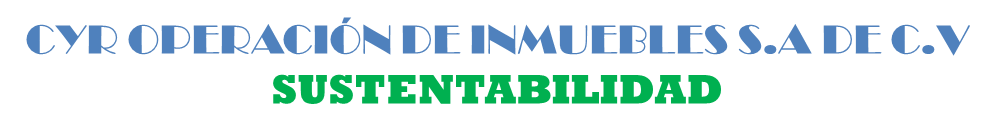 CYR OPERACIÓN DE INMUEBLES S.A DE C.V
SUSTENTABILIDAD